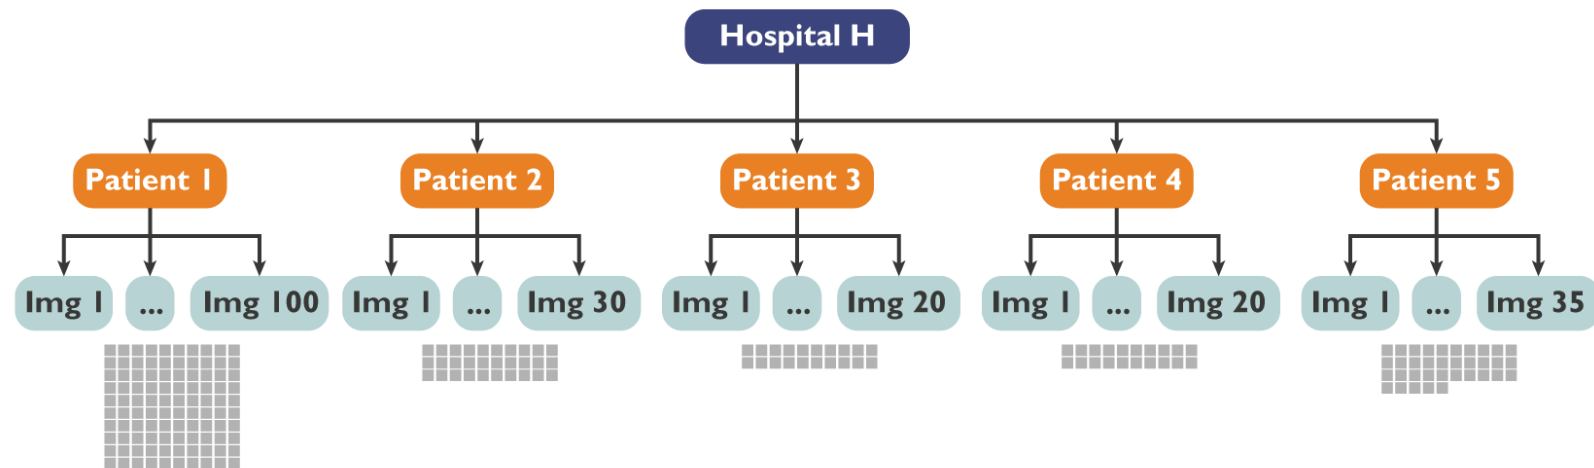 Hospital H
Patient 1
Patient 2
Patient 3
Patient 4
Patient 5
Img 1
...
Img 100
Img 1
...
Img 30
Img 1
...
Img 20
Img 1
...
Img 20
Img 1
...
Img 35